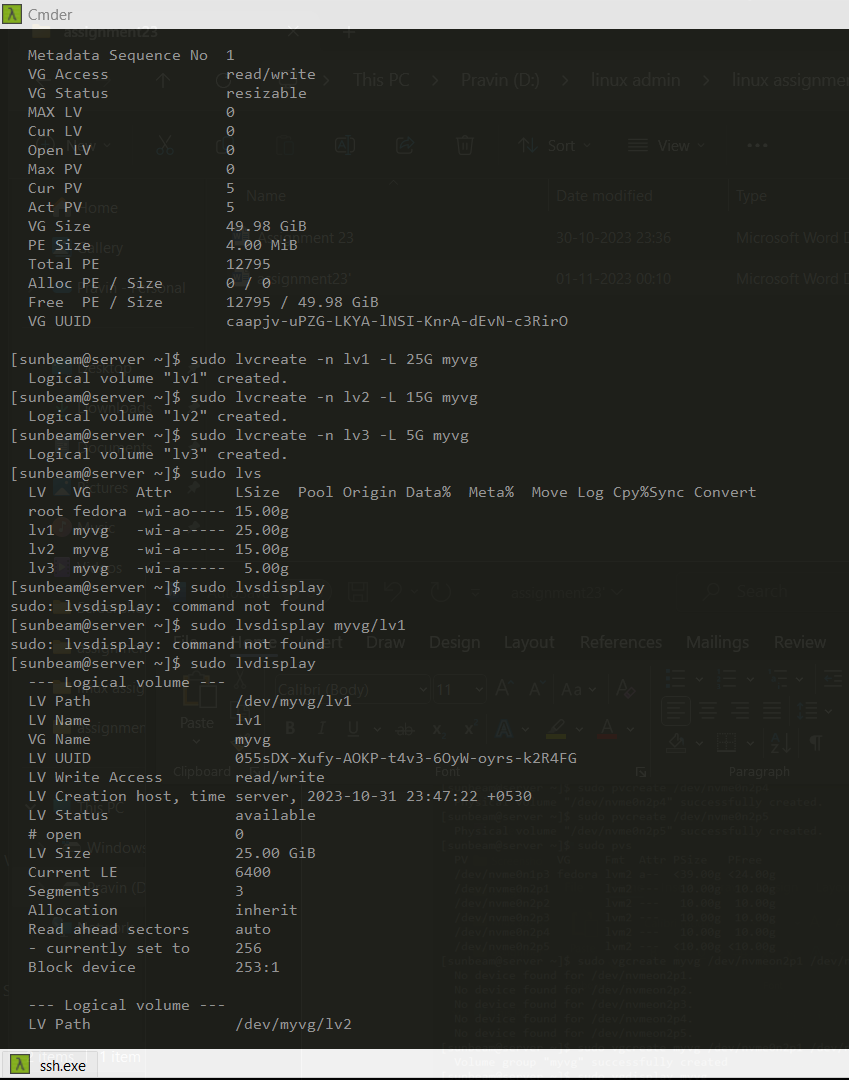 Cmder
Metadata Sequence No  1
VG Access             read/write
VG Status             resizable
MAX LV                0
Cur LV                0
Open LV               0
Max PV                0
Cur PV                5
Act PV                5
VG Size               49.98 GiB
PE Size               4.00 MiB
Total PE              12795
Alloc PE / Size       0 / 0
Free  PE / Size       12795 / 49.98 GiB
VG UUID               caapjv-uPZG-LKYA-lNSI-KnrA-dEvN-c3RirO
[sunbeam@server ~]$ sudo lvcreate -n lv1 -L 25G myvg
Logical volume "lv1" created.
[sunbeam@server ~]$ sudo lvcreate -n lv2 -L 15G myvg
Logical volume "lv2" created.
[sunbeam@server ~]$ sudo lvcreate -n lv3 -L 5G myvg
Logical volume "lv3" created.
[sunbeam@server ~]$ sudo lvs
LV   VG     Attr       LSize  Pool Origin Data%  Meta%  Move Log Cpy%Sync Convert
root fedora -wi-ao---- 15.00g
lv1  myvg   -wi-a----- 25.00g
lv2  myvg   -wi-a----- 15.00g
lv3  myvg   -wi-a-----  5.00g
[sunbeam@server ~]$ sudo lvsdisplay
sudo: lvsdisplay: command not found
[sunbeam@server ~]$ sudo lvsdisplay myvg/lv1
sudo: lvsdisplay: command not found
[sunbeam@server ~]$ sudo lvdisplay
--- Logical volume ---
LV Path                /dev/myvg/lv1
LV Name                lv1
VG Name                myvg
LV UUID                055sDX-Xufy-AOKP-t4v3-6OyW-oyrs-k2R4FG
LV Write Access        read/write
LV Creation host, time server, 2023-10-31 23:47:22 +0530
LV Status              available
# open                 0
LV Size                25.00 GiB
Current LE             6400
Segments               3
Allocation             inherit
Read ahead sectors     auto
- currently set to     256
Block device           253:1
--- Logical volume ---
LV Path                /dev/myvg/lv2
ssh.exe